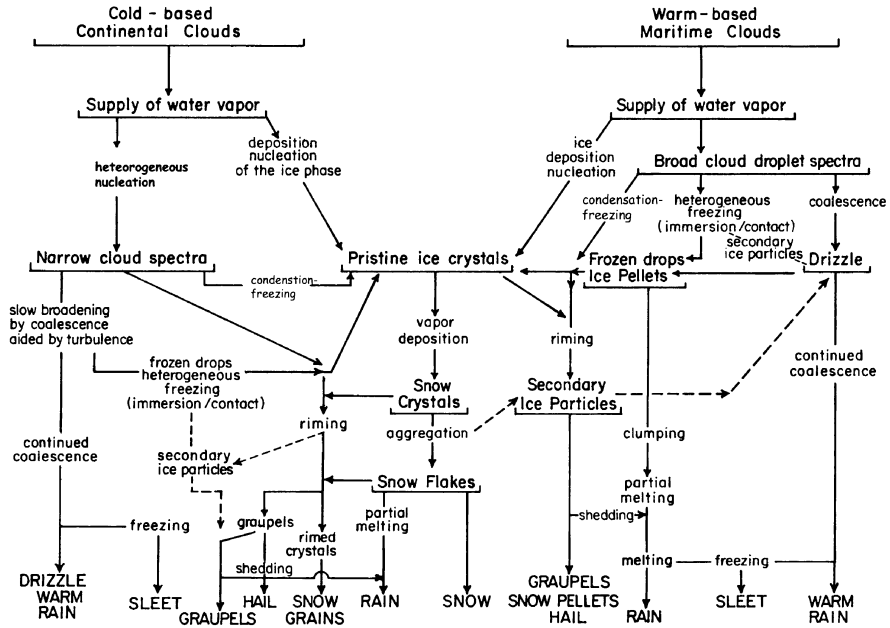 Cold - based
Continental Clouds
Warm-based
Maritime Clouds
Supply of water vapor
Supply of water vapor
deposition
nucleation
of the ice phase
heteorogeneous
nucleation
ice
deposition
nucleation
Broad cloud droplet spectra
condensation-
freezing
heterogeneous
freezing
(immersion/contact)
coalescence
secondary
ice particles
Narrow cloud spectra
Pristine ice crystals
Frozen drops
Ice Pellets
Drizzle
condenstion-
freezing
slow broadening
by coalescence
aided by turbulence
vapor
deposition
riming
continued
coalescence
frozen drops
heterogeneous
freezing
(immersion/contact)
Snow
Crystals
Secondary
Ice Particles
riming
aggregation
clumping
continued
coalescence
secondary
ice particles
Snow Flakes
partial
melting
freezing
graupels
rimed
crystals
partial
melting
shedding
shedding
melting
freezing
DRIZZLE
WARM
RAIN
SLEET
GRAUPELS
HAIL
SNOW
GRAINS
RAIN
SNOW
GRAUPELS
SNOW PELLETS
HAIL
RAIN
SLEET
WARM
RAIN